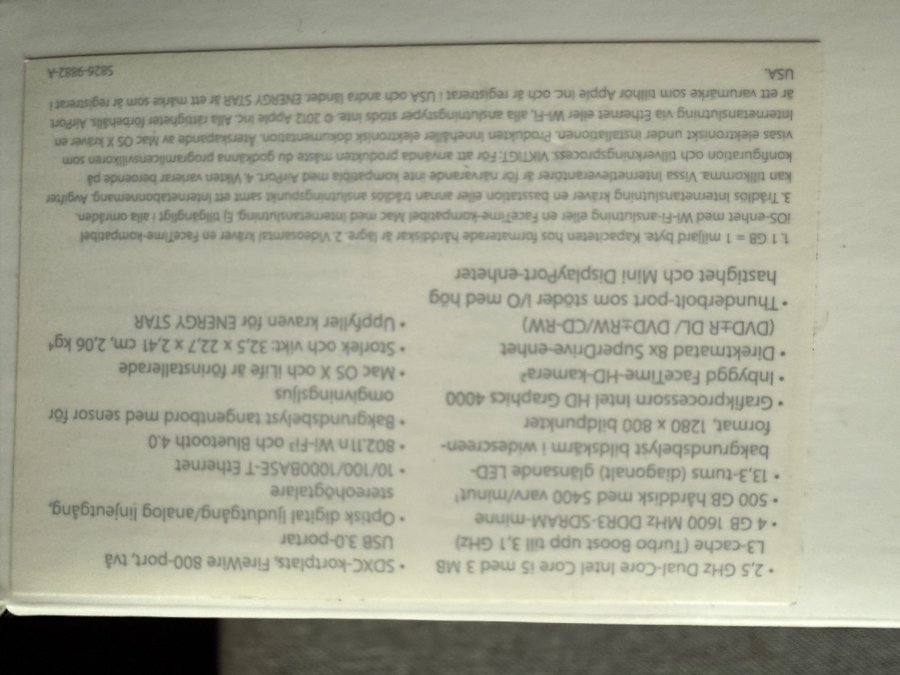 • 2,5 GHz Dual-Core Intel Core i5 med 3 MB
L3-cache (Turbo Boost upp till 3,1 GHz)
• 4 GB 1600 MHz DDR3-SDRAM-minne
• 500 GB hårddisk med 5400 varv/minut¹
• 13,3-tums (diagonalt) glänsande LED-
bakgrundsbelyst bildskärm i widescreen-
format, 1280 x 800 bildpunkter
• Grafikprocessorn Intel HD Graphics 4000
• Inbyggd FaceTime-HD-kamera²
• Direktmatad 8x SuperDrive-enhet
(DVD±R DL/ DVD±RW/CD-RW)
• Thunderbolt-port som stöder I/O med hög
hastighet och Mini DisplayPort-enheter
• SDXC-kortplats, FireWire 800-port, två
USB 3.0-portar
• Optisk digital ljudutgång/analog linjeutgång,
stereohögtalare
• 10/100/1000BASE-T Ethernet
• 802.11n Wi-Fi³ och Bluetooth 4.0
• Bakgrundsbelyst tangentbord med sensor för
omgivningsljus
• Mac OS X och iLife är förinstallerade
• Storlek och vikt: 32,5 x 22,7 x 2,41 cm, 2,06 kg⁴
• Uppfyller kraven för ENERGY STAR
1. 1 GB = 1 miljard byte. Kapaciteten hos formaterade hårddiskar är lägre. 2. Videosamtal kräver en FaceTime-kompatibel
iOS-enhet med Wi-Fi-anslutning eller en FaceTime-kompatibel Mac med internetanslutning. Ej tillgängligt i alla områden.
3. Trådlös internetanslutning kräver en basstation eller annan trådlös anslutningspunkt samt ett internetabonnemang. Avgifter
kan tillkomma. Vissa internetleverantörer är för närvarande inte kompatibla med AirPort. 4. Vikten varierar beroende på
konfiguration och tillverkningsprocess. VIKTIGT: För att använda produkten måste du godkänna programlicensvillkoren som
visas elektroniskt under installationen. Produkten innehåller elektronisk dokumentation. Återskapande av Mac OS X kräver en
Internetanslutning via Ethernet eller Wi-Fi, alla anslutningstyper stöds inte. © 2012 Apple Inc. Alla rättigheter förbehålls. AirPort
är ett varumärke som tillhör Apple Inc. och är registrerat i USA och andra länder. ENERGY STAR är ett märke som är registrerat i
USA.
S826-9882-A